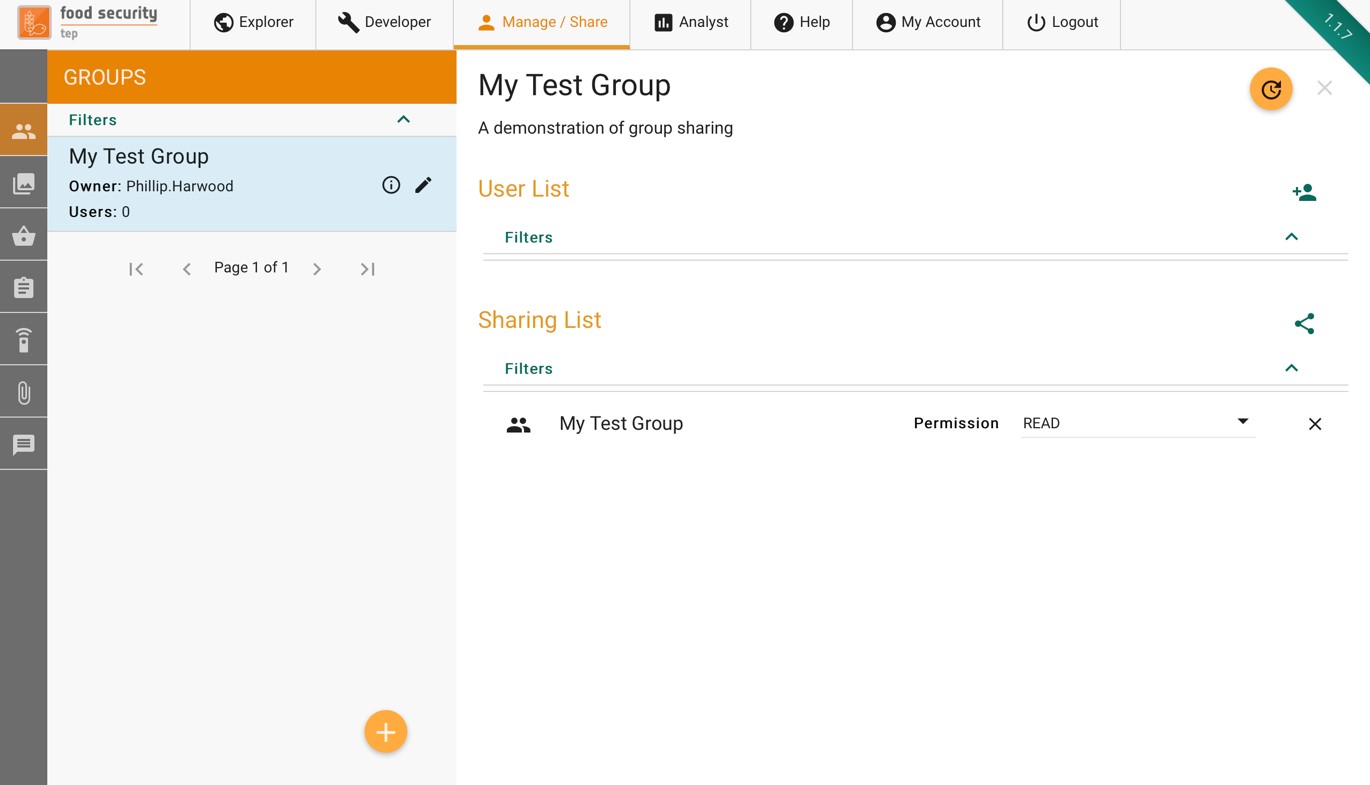 food security
tep
Explorer
Developer
Manage / Share
Analyst
Help
My Account
Logout
1.1.7
GROUPS
Filters
My Test Group
Owner: Phillip.Harwood
Users: 0
Page 1 of 1
My Test Group
A demonstration of group sharing
User List
Filters
Sharing List
Filters
My Test Group Permission READ